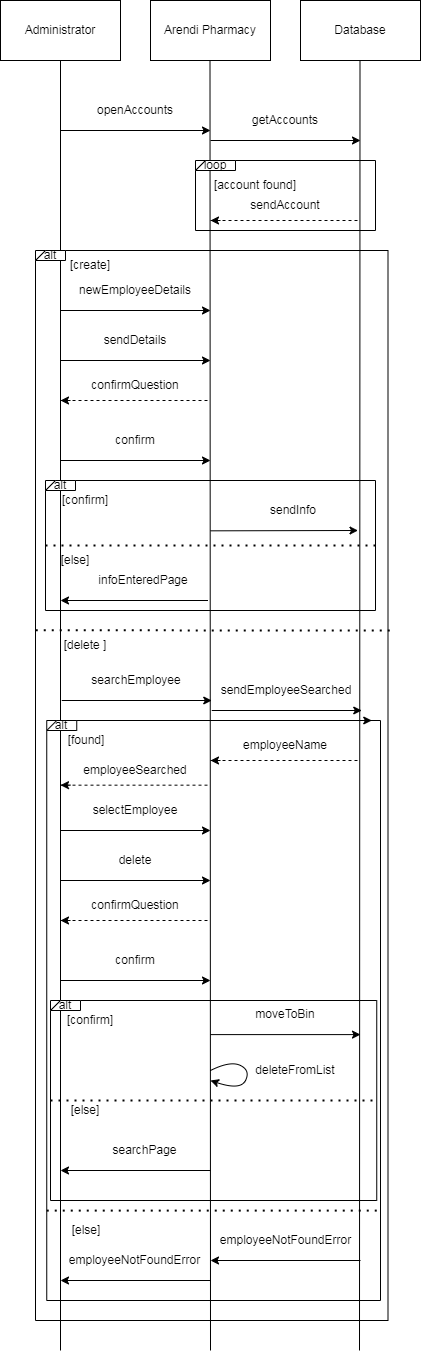 Administrator
Arendi Pharmacy
Database
openAccounts
getAccounts
loop
[account found]
sendAccount
alt
[create]
newEmployeeDetails
sendDetails
confirmQuestion
confirm
alt
[confirm]
sendInfo
[else]
infoEnteredPage
[delete ]
searchEmployee
sendEmployeeSearched
alt
[found]
employeeName
employeeSearched
selectEmployee
delete
confirmQuestion
confirm
alt
[confirm]
moveToBin
deleteFromList
[else]
searchPage
[else]
employeeNotFoundError
employeeNotFoundError